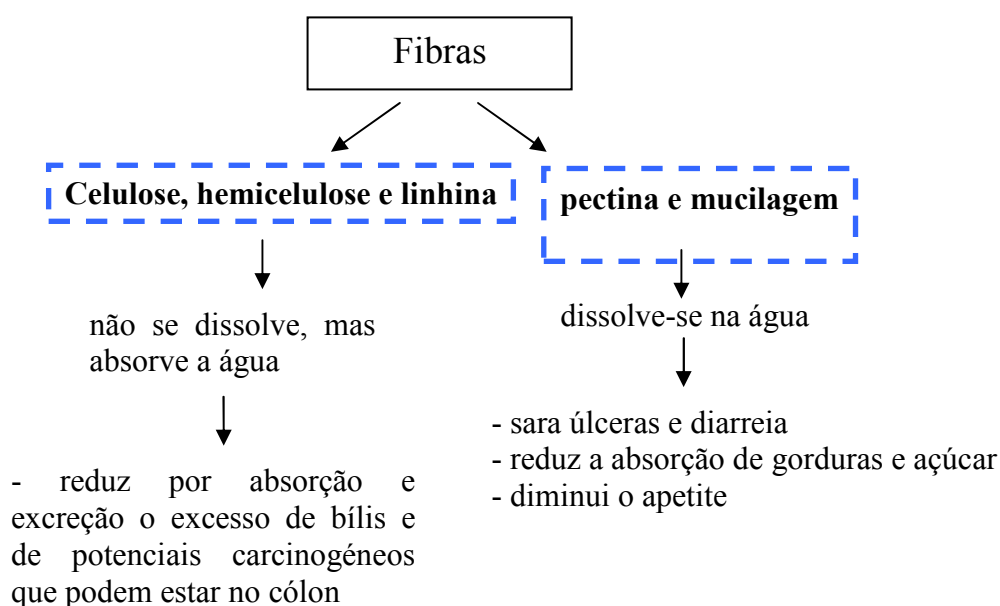 Fibras
Celulose, hemicelulose e linhina
não se dissolve, mas
absorve a água
- reduz por absorção e
excreção o excesso de bílis e
de potenciais carcinogéneos
que podem estar no cólon
pectina e mucilagem
dissolve-se na água
- sara úlceras e diarreia
- reduz a absorção de gorduras e açúcar
- diminui o apetite